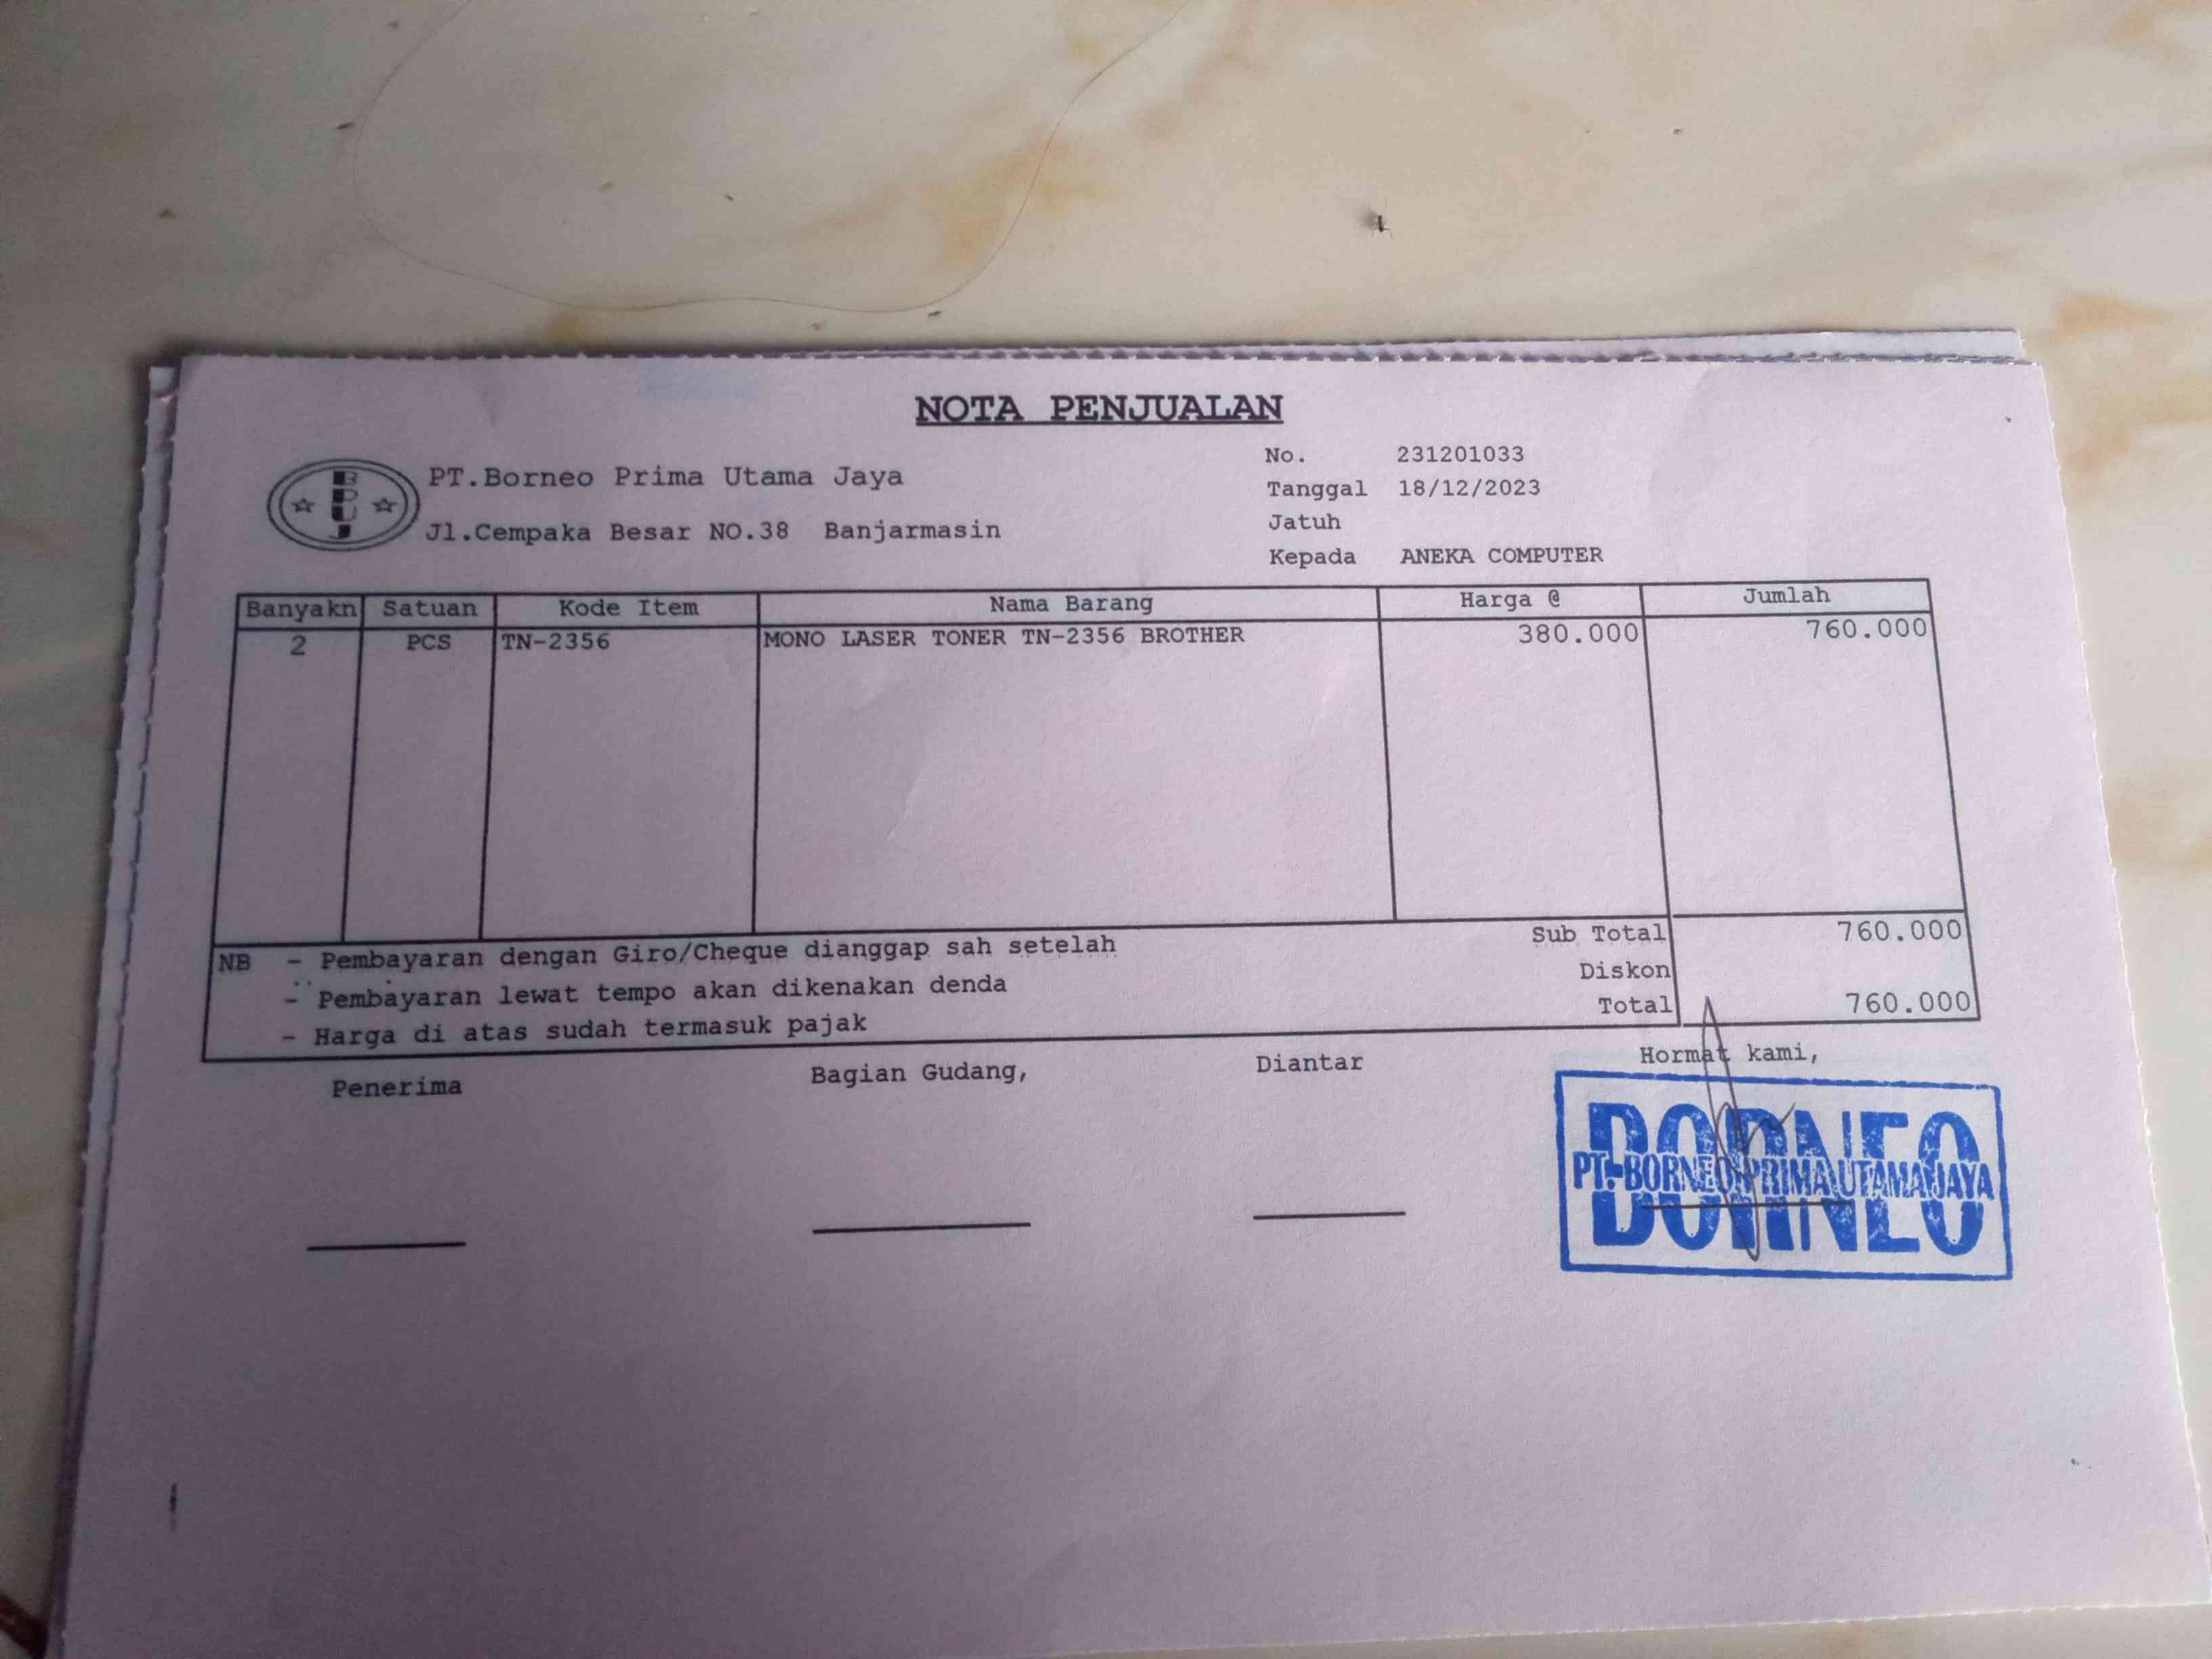 NOTA PENJUALAN
B
P
U
J
PT.Borneo Prima Utama Jaya
Jl.Cempaka Besar NO.38 Banjarmasin
No. 231201033
Tanggal 18/12/2023
Jatuh
Kepada ANEKA COMPUTER
Banyakn Satuan Kode Item Nama Barang Harga @ Jumlah
2 PCS TN-2356 MONO LASER TONER TN-2356 BROTHER 380.000 760.000
Sub Total 760.000
Diskon
Total 760.000
NB - Pembayaran dengan Giro/Cheque dianggap sah setelah
- Pembayaran lewat tempo akan dikenakan denda
- Harga di atas sudah termasuk pajak
Penerima Bagian Gudang, Diantar Hormat kami,
BORNEO
PT. BORNEO PRIMA UTAMA JAYA